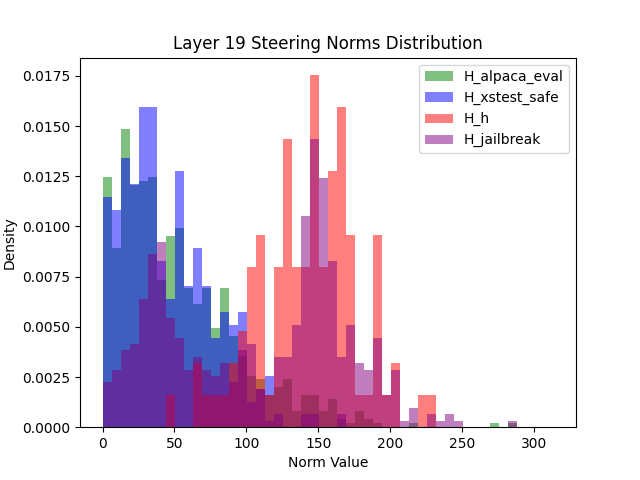 Layer 19 Steering Norms Distribution
H_alpaca_eval
H_xstest_safe
H_h
H_jailbreak
Density
0.0175
0.0150
0.0125
0.0100
0.0075
0.0050
0.0025
0.0000
0 50 100 150 200 250 300
Norm Value